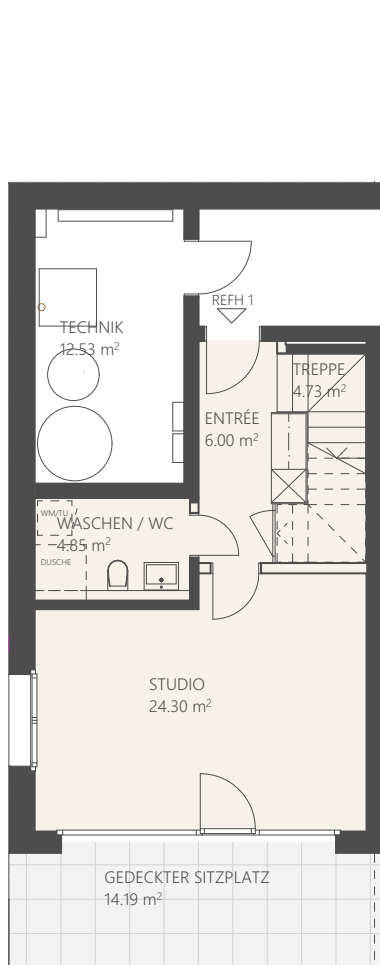 REFH 1
TECHNIK
12.53 m²
TREPPE
4.73 m²
ENTRÉE
6.00 m²
WM/TU
WASCHEN / WC
4.85 m²
DUSCHE
STUDIO
24.30 m²
GEDECKTER SITZPLATZ
14.19 m²